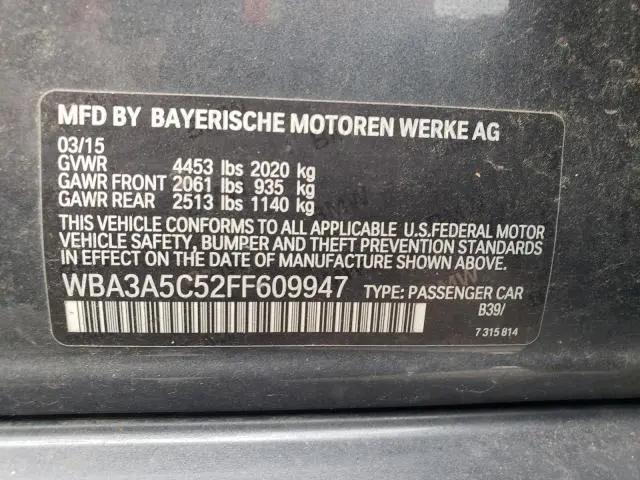 MFD BY BAYERISCHE MOTOREN WERKE AG
03/15
GVWR 4453 lbs 2020 kg
GAWR FRONT 2061 lbs 935 kg
GAWR REAR 2513 lbs 1140 kg
THIS VEHICLE CONFORMS TO ALL APPLICABLE U.S.FEDERAL MOTOR
VEHICLE SAFETY, BUMPER AND THEFT PREVENTION STANDARDS
IN EFFECT ON THE DATE OF MANUFACTURE SHOWN ABOVE.
WBA3A5C52FF609947 TYPE: PASSENGER CAR
B39/
7 315 814